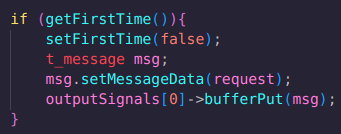 if (getFirstTime()){
    setFirstTime(false);
    t_message msg;
    msg.setMessageData(request);
    outputSignals[0]->bufferPut(msg);
}